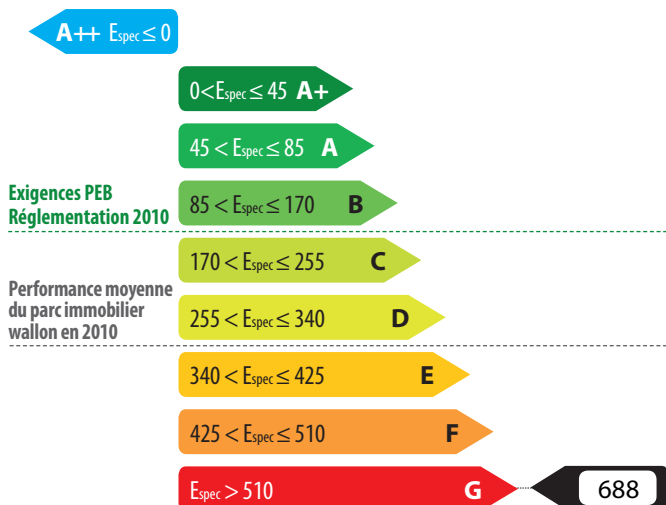 A++ Espec ≤ 0
0<Espec ≤ 45 A+
45 < Espec ≤ 85 A
Exigences PEB
Réglementation 2010
85 < Espec ≤ 170 B
170 < Espec ≤ 255 C
Performance moyenne
du parc immobilier
wallon en 2010
255 < Espec ≤ 340 D
340 < Espec ≤ 425 E
425 < Espec ≤ 510 F
Espec > 510 G 688